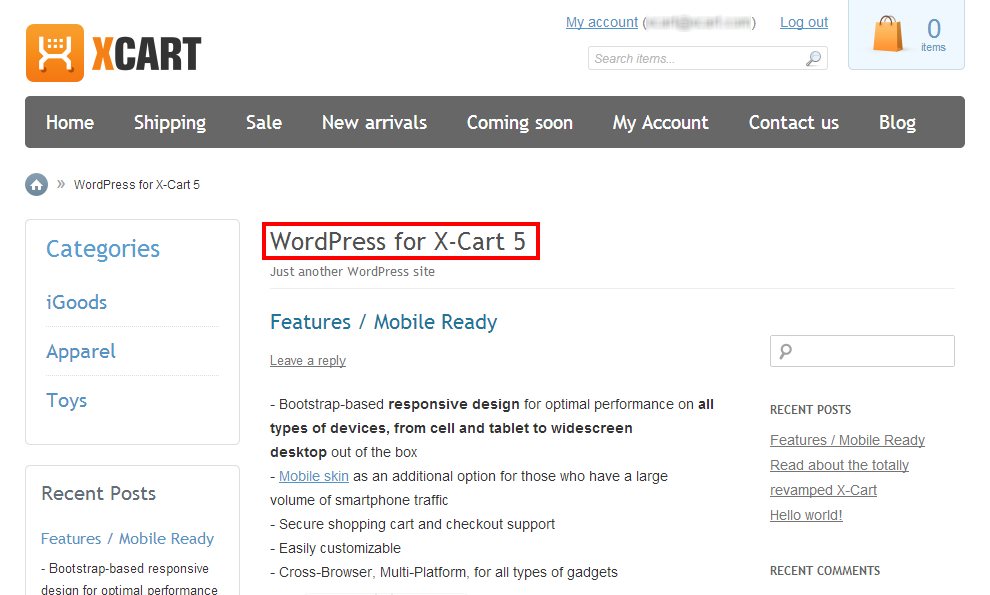 XCART
My account ( ) Log out
Search items...
0
items
Home Shipping Sale New arrivals Coming soon My Account Contact us Blog
» WordPress for X-Cart 5
Categories
iGoods
Apparel
Toys
Recent Posts
Features / Mobile Ready
- Bootstrap-based responsive
design for optimal performance
WordPress for X-Cart 5
Just another WordPress site
Features / Mobile Ready
Leave a reply
- Bootstrap-based responsive design for optimal performance on all
types of devices, from cell and tablet to widescreen
desktop out of the box
- Mobile skin as an additional option for those who have a large
volume of smartphone traffic
- Secure shopping cart and checkout support
- Easily customizable
- Cross-Browser, Multi-Platform, for all types of gadgets
RECENT POSTS
Features / Mobile Ready
Read about the totally
revamped X-Cart
Hello world!
RECENT COMMENTS